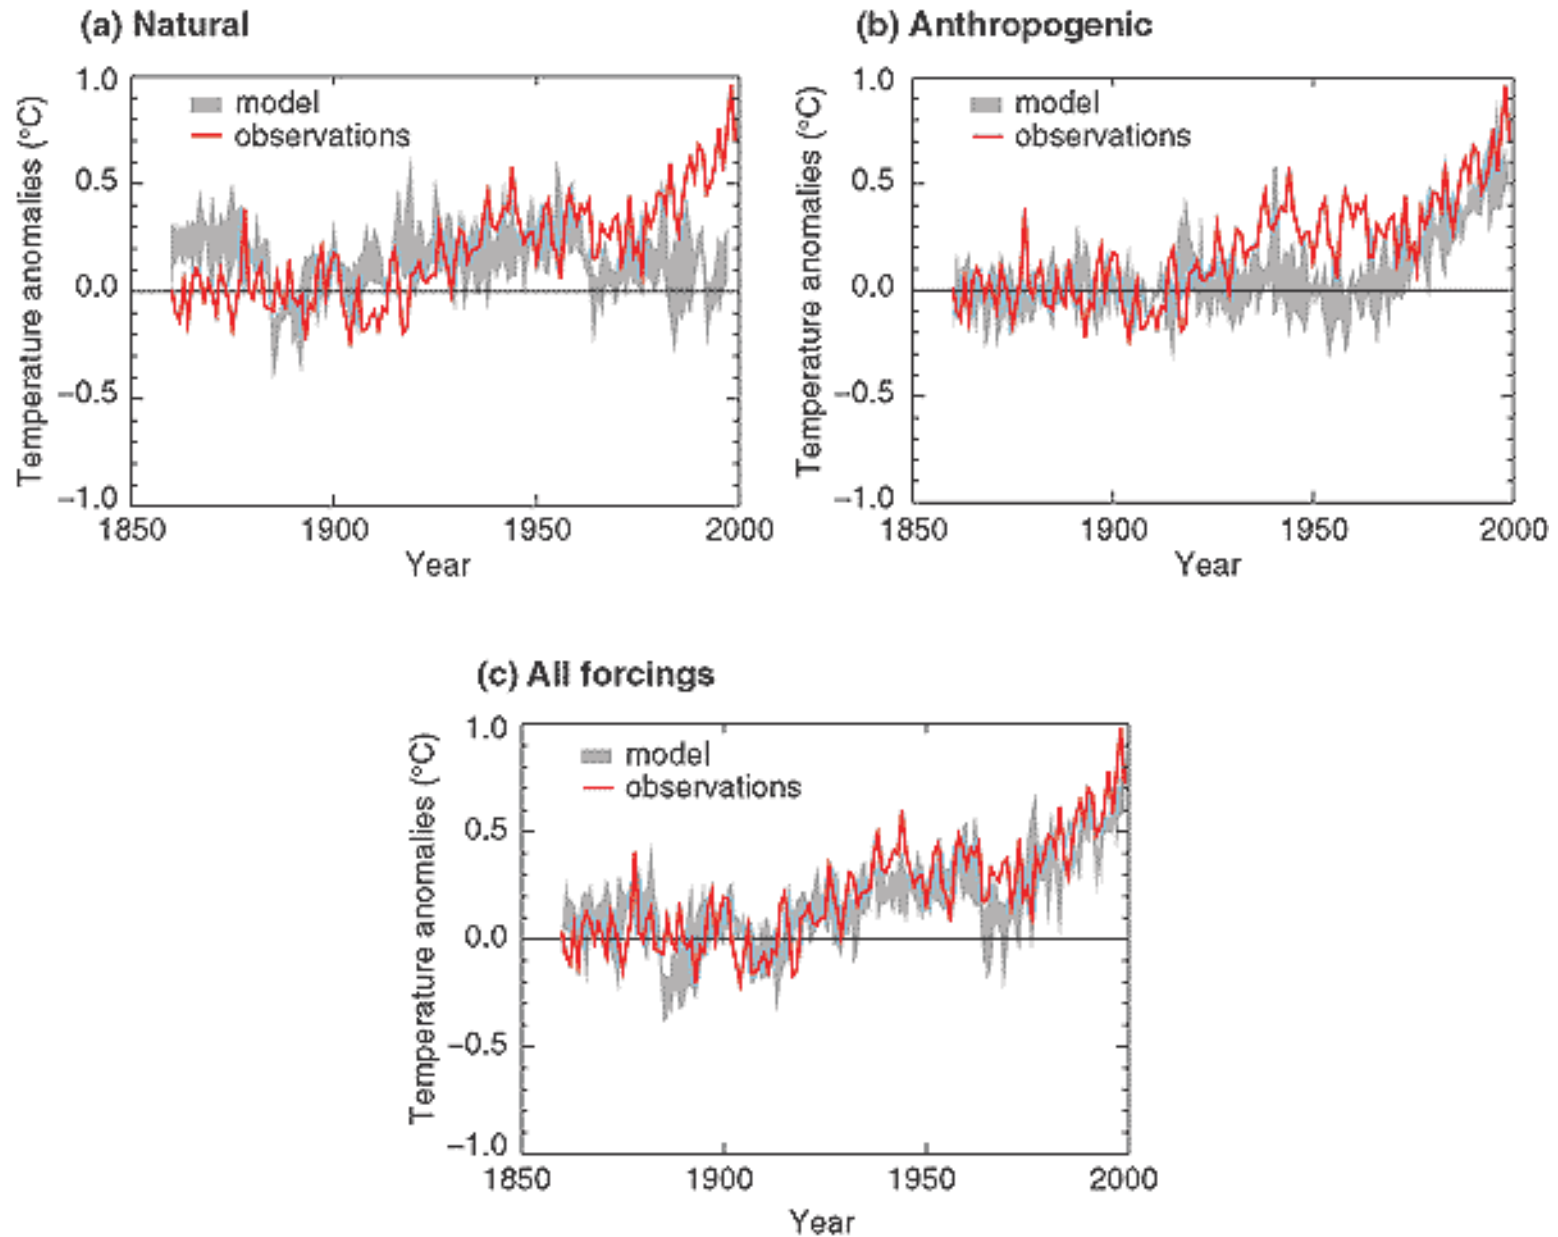 (a) Natural
1.0
0.5
0.0
−0.5
−1.0
Temperature anomalies (°C)
model
observations
1850 1900 1950 2000
Year
(b) Anthropogenic
1.0
0.5
0.0
−0.5
−1.0
Temperature anomalies (°C)
model
observations
1850 1900 1950 2000
Year
(c) All forcings
1.0
0.5
0.0
−0.5
−1.0
Temperature anomalies (°C)
model
observations
1850 1900 1950 2000
Year